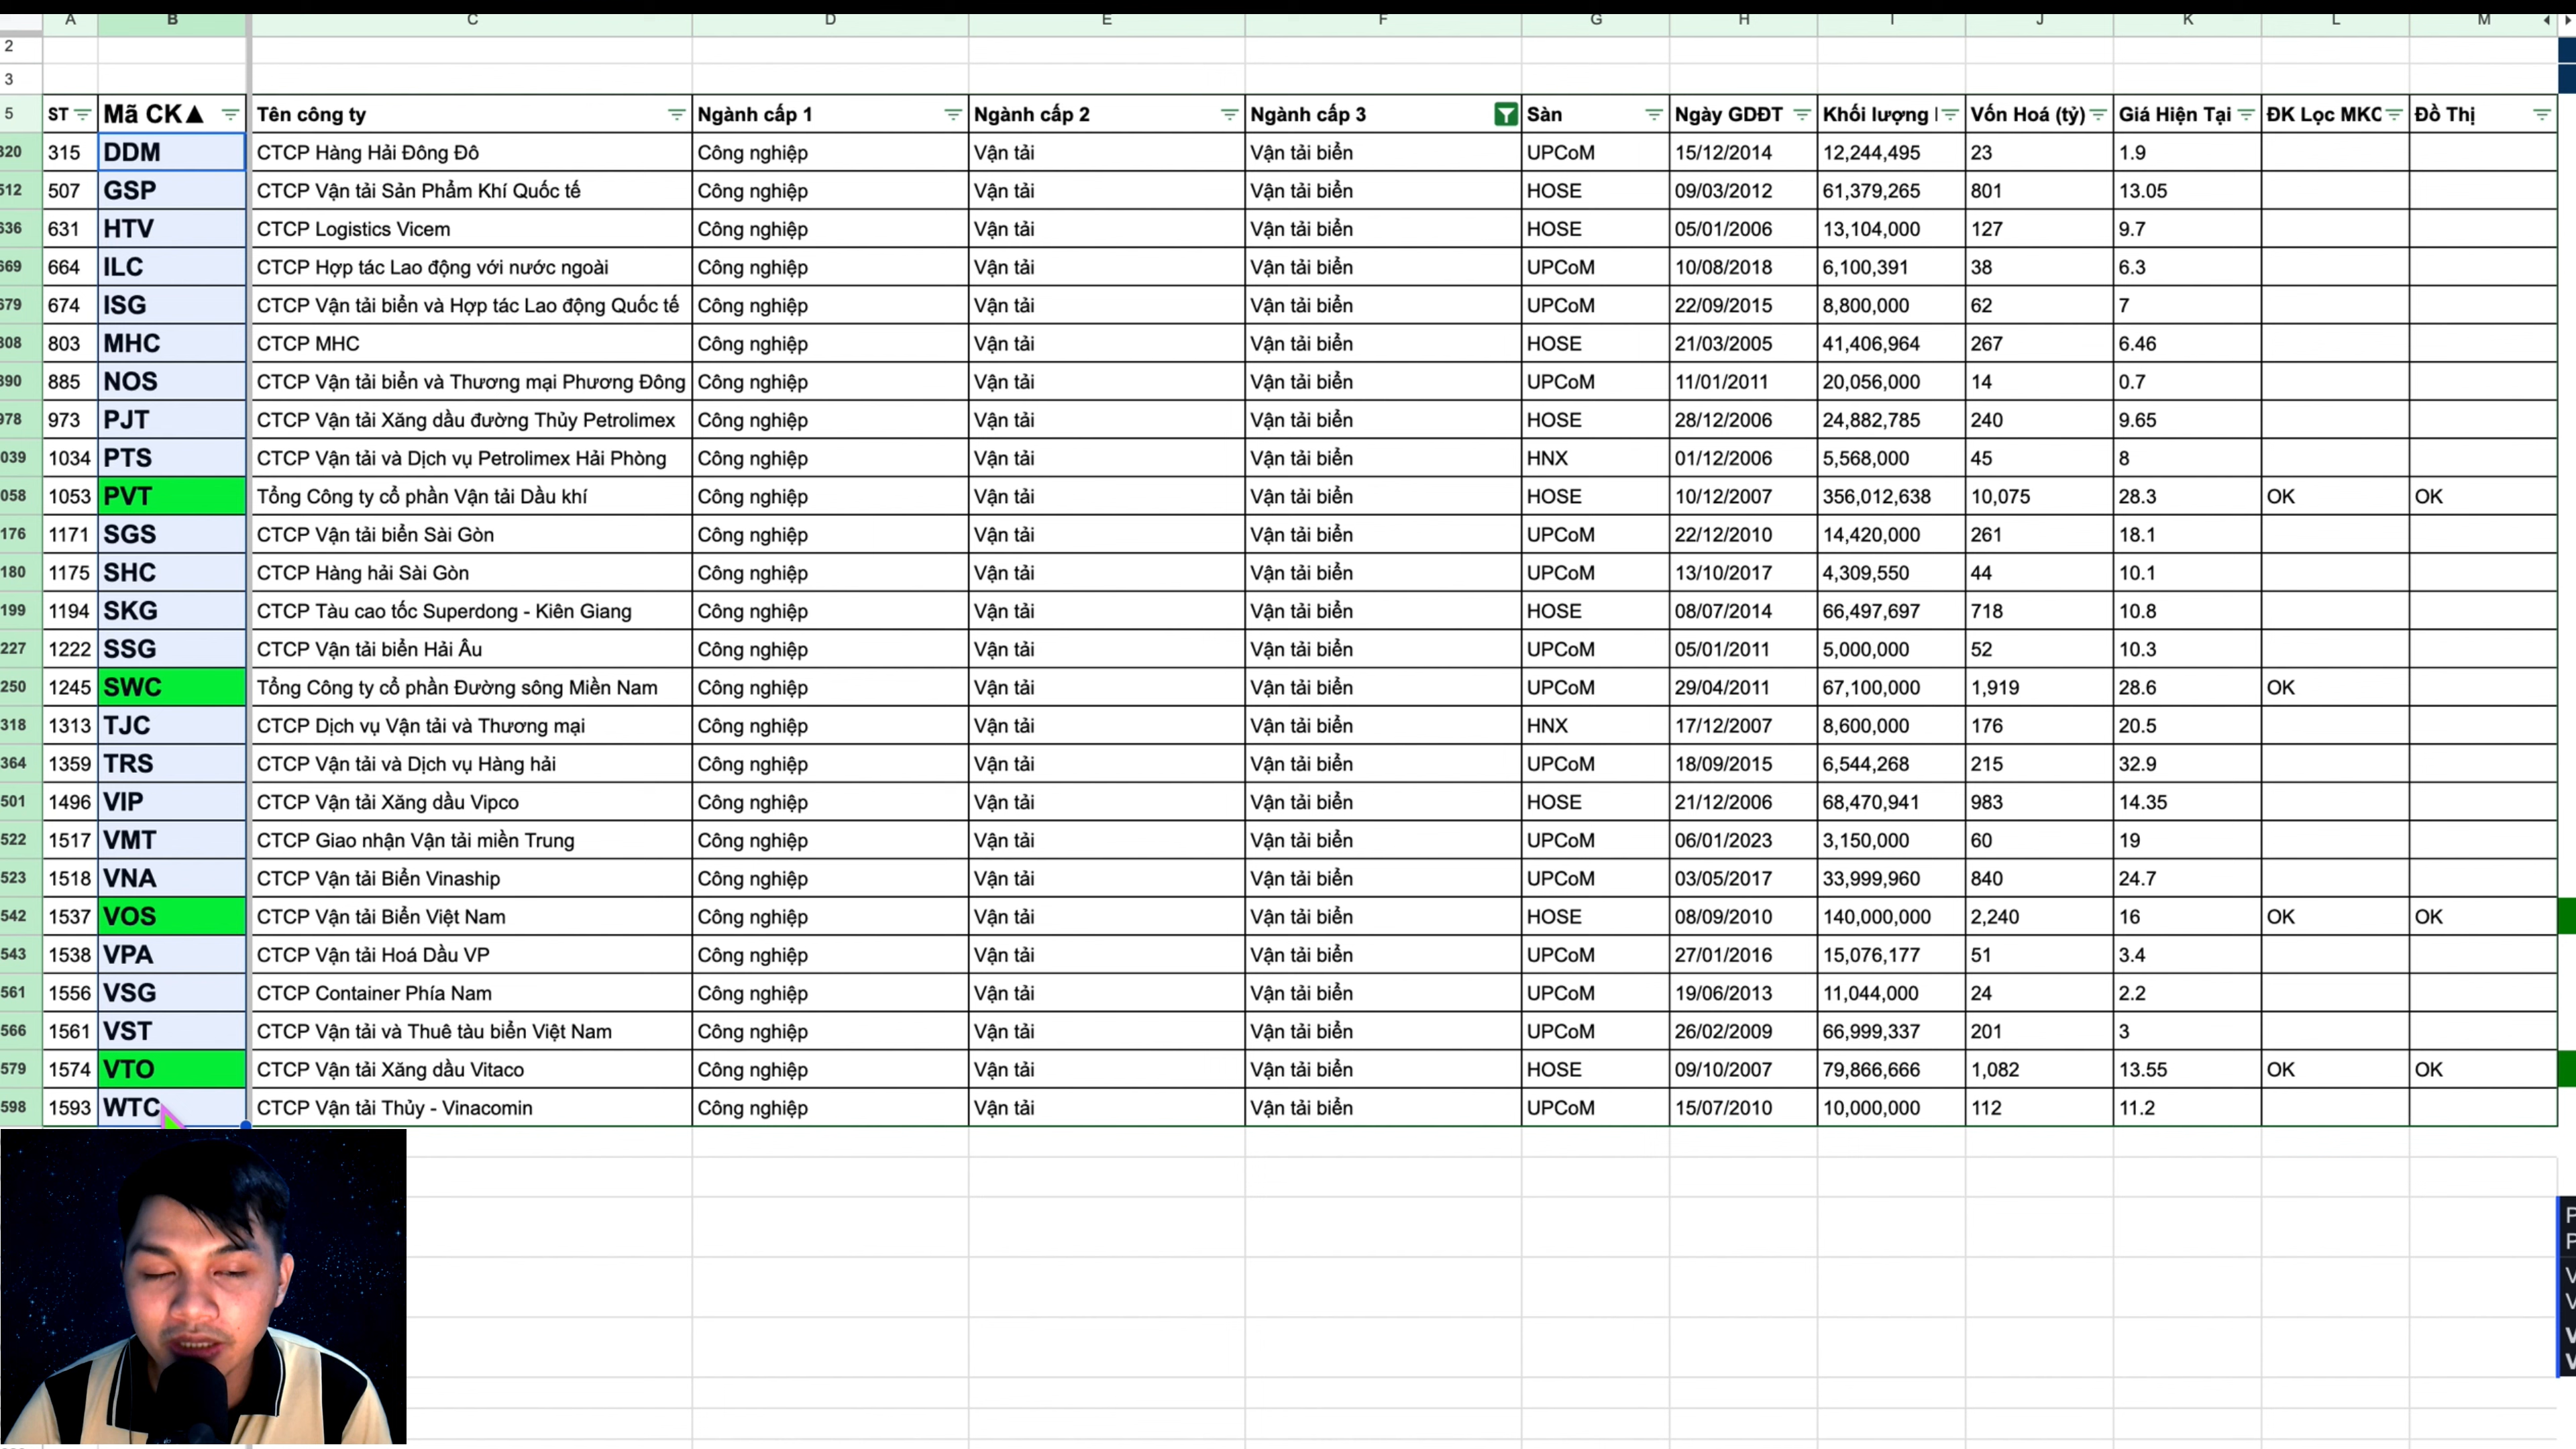 A B C D E F G H I J K L M
2
3
5 ST Mã CK▲ Tên công ty Ngành cấp 1 Ngành cấp 2 Ngành cấp 3 Sàn Ngày GDĐT Khối lượng Vốn Hoá (tỷ) Giá Hiện Tại ĐK Lọc MKC Đồ Thị
320 315 DDM CTCP Hàng Hải Đông Đô Công nghiệp Vận tải Vận tải biển UPCoM 15/12/2014 12,244,495 23 1.9
512 507 GSP CTCP Vận tải Sản Phẩm Khí Quốc tế Công nghiệp Vận tải Vận tải biển HOSE 09/03/2012 61,379,265 801 13.05
636 631 HTV CTCP Logistics Vicem Công nghiệp Vận tải Vận tải biển HOSE 05/01/2006 13,104,000 127 9.7
669 664 ILC CTCP Hợp tác Lao động với nước ngoài Công nghiệp Vận tải Vận tải biển UPCoM 10/08/2018 6,100,391 38 6.3
679 674 ISG CTCP Vận tải biển và Hợp tác Lao động Quốc tế Công nghiệp Vận tải Vận tải biển UPCoM 22/09/2015 8,800,000 62 7
808 803 MHC CTCP MHC Công nghiệp Vận tải Vận tải biển HOSE 21/03/2005 41,406,964 267 6.46
890 885 NOS CTCP Vận tải biển và Thương mại Phương Đông Công nghiệp Vận tải Vận tải biển UPCoM 11/01/2011 20,056,000 14 0.7
978 973 PJT CTCP Vận tải Xăng dầu đường Thủy Petrolimex Công nghiệp Vận tải Vận tải biển HOSE 28/12/2006 24,882,785 240 9.65
039 1034 PTS CTCP Vận tải và Dịch vụ Petrolimex Hải Phòng Công nghiệp Vận tải Vận tải biển HNX 01/12/2006 5,568,000 45 8
058 1053 PVT Tổng Công ty cổ phần Vận tải Dầu khí Công nghiệp Vận tải Vận tải biển HOSE 10/12/2007 356,012,638 10,075 28.3 OK OK
176 1171 SGS CTCP Vận tải biển Sài Gòn Công nghiệp Vận tải Vận tải biển UPCoM 22/12/2010 14,420,000 261 18.1
180 1175 SHC CTCP Hàng hải Sài Gòn Công nghiệp Vận tải Vận tải biển UPCoM 13/10/2017 4,309,550 44 10.1
199 1194 SKG CTCP Tàu cao tốc Superdong - Kiên Giang Công nghiệp Vận tải Vận tải biển HOSE 08/07/2014 66,497,697 718 10.8
227 1222 SSG CTCP Vận tải biển Hải Âu Công nghiệp Vận tải Vận tải biển UPCoM 05/01/2011 5,000,000 52 10.3
250 1245 SWC Tổng Công ty cổ phần Đường sông Miền Nam Công nghiệp Vận tải Vận tải biển UPCoM 29/04/2011 67,100,000 1,919 28.6 OK
318 1313 TJC CTCP Dịch vụ Vận tải và Thương mại Công nghiệp Vận tải Vận tải biển HNX 17/12/2007 8,600,000 176 20.5
364 1359 TRS CTCP Vận tải và Dịch vụ Hàng hải Công nghiệp Vận tải Vận tải biển UPCoM 18/09/2015 6,544,268 215 32.9
501 1496 VIP CTCP Vận tải Xăng dầu Vipco Công nghiệp Vận tải Vận tải biển HOSE 21/12/2006 68,470,941 983 14.35
522 1517 VMT CTCP Giao nhận Vận tải miền Trung Công nghiệp Vận tải Vận tải biển UPCoM 06/01/2023 3,150,000 60 19
523 1518 VNA CTCP Vận tải Biển Vinaship Công nghiệp Vận tải Vận tải biển UPCoM 03/05/2017 33,999,960 840 24.7
542 1537 VOS CTCP Vận tải Biển Việt Nam Công nghiệp Vận tải Vận tải biển HOSE 08/09/2010 140,000,000 2,240 16 OK OK
543 1538 VPA CTCP Vận tải Hoá Dầu VP Công nghiệp Vận tải Vận tải biển UPCoM 27/01/2016 15,076,177 51 3.4
561 1556 VSG CTCP Container Phía Nam Công nghiệp Vận tải Vận tải biển UPCoM 19/06/2013 11,044,000 24 2.2
566 1561 VST CTCP Vận tải và Thuê tàu biển Việt Nam Công nghiệp Vận tải Vận tải biển UPCoM 26/02/2009 66,999,337 201 3
579 1574 VTO CTCP Vận tải Xăng dầu Vitaco Công nghiệp Vận tải Vận tải biển HOSE 09/10/2007 79,866,666 1,082 13.55 OK OK
598 1593 WTC CTCP Vận tải Thủy - Vinacomin Công nghiệp Vận tải Vận tải biển UPCoM 15/07/2010 10,000,000 112 11.2